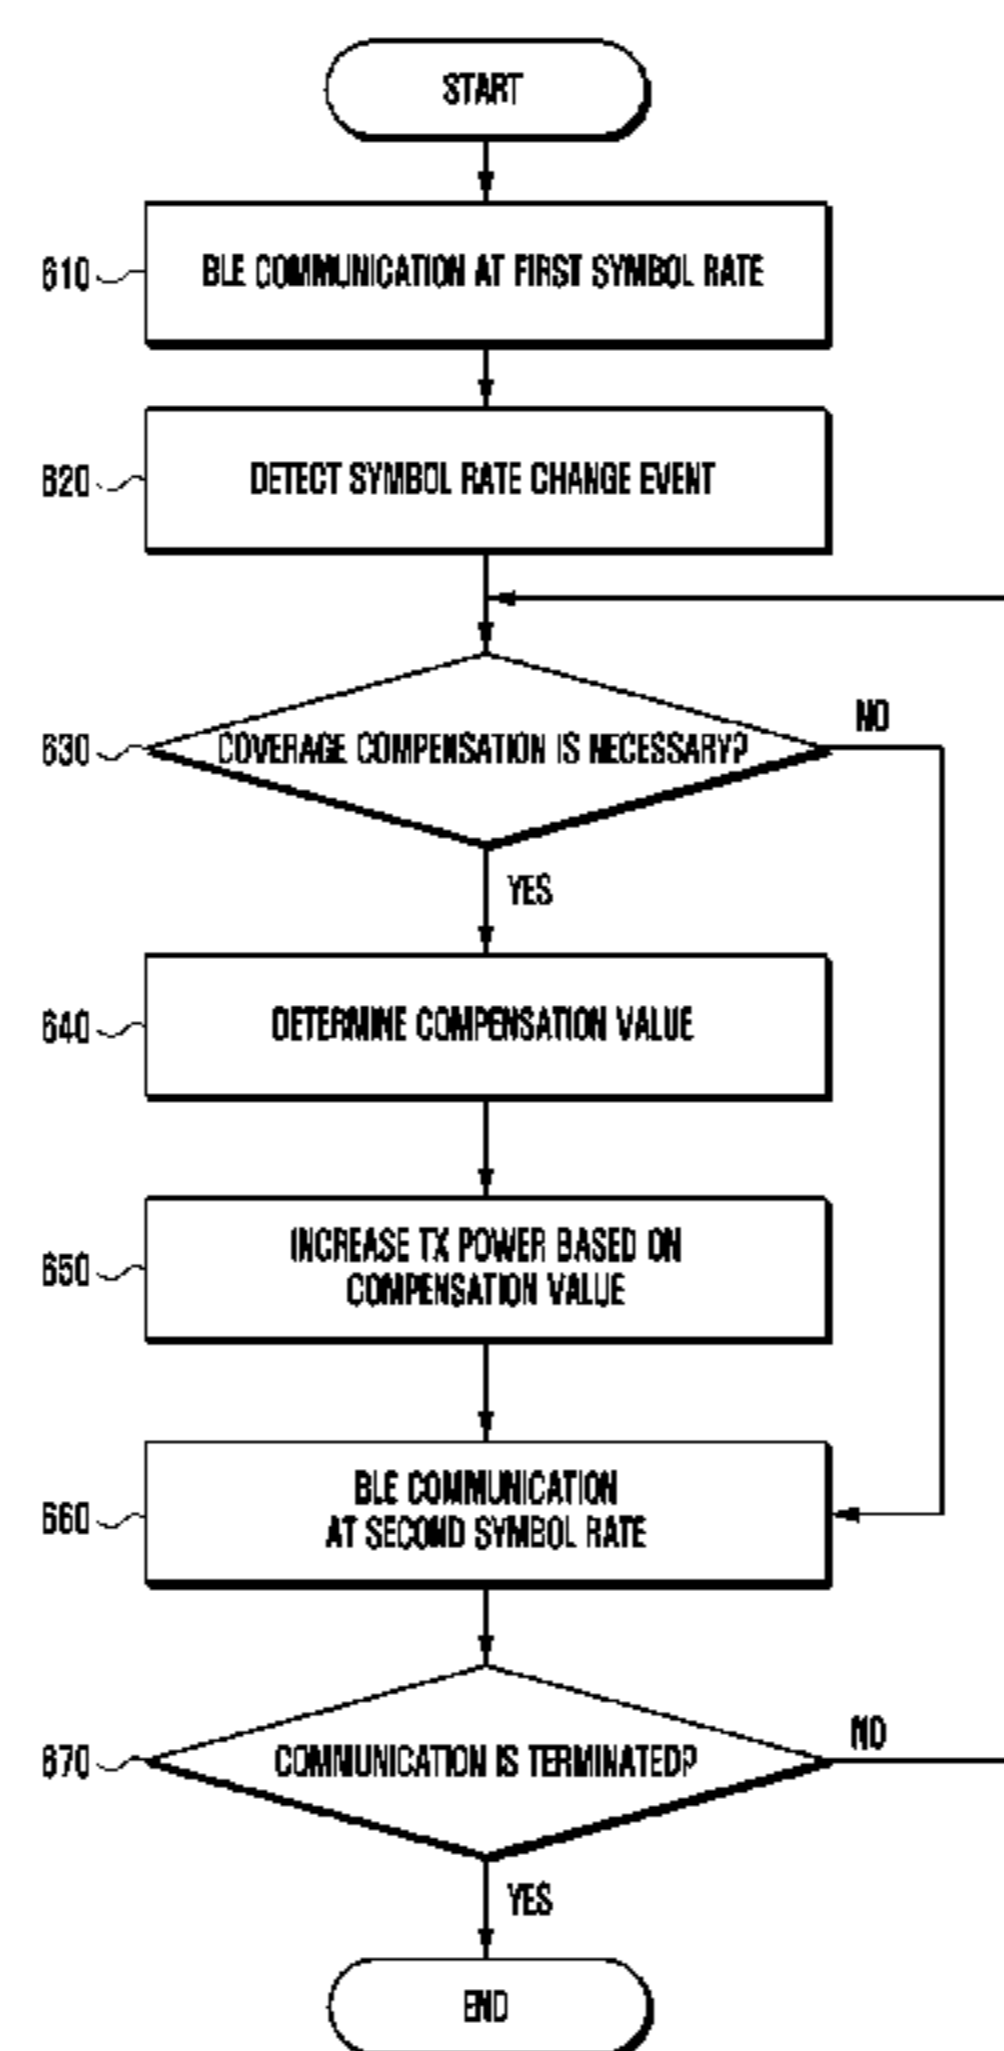 START
610
BLE COMMUNICATION AT FIRST SYMBOL RATE
620
DETECT SYMBOL RATE CHANGE EVENT
630
COVERAGE COMPENSATION IS NECESSARY?
NO
YES
640
DETERMINE COMPENSATION VALUE
650
INCREASE TX POWER BASED ON
COMPENSATION VALUE
660
BLE COMMUNICATION
AT SECOND SYMBOL RATE
670
COMMUNICATION IS TERMINATED?
NO
YES
END